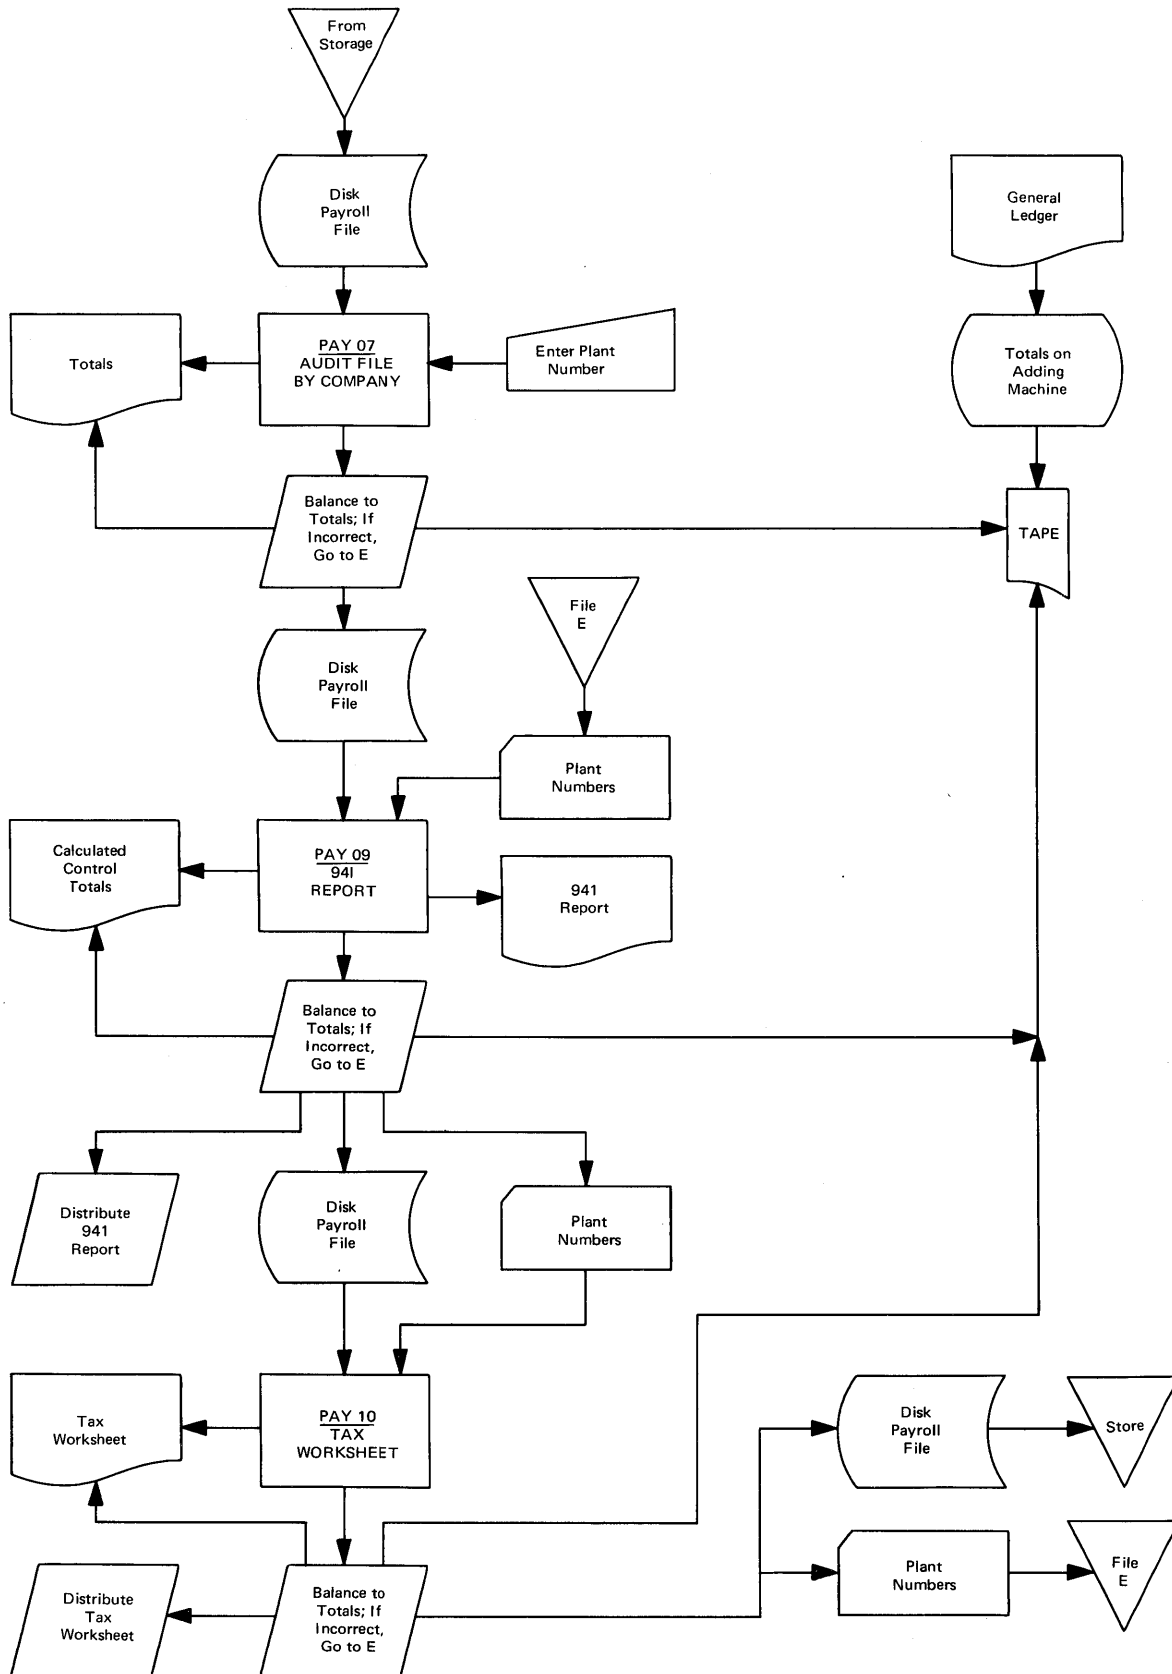 From
Storage
Disk
Payroll
File
General
Ledger
Totals
PAY 07
AUDIT FILE
BY COMPANY
Enter Plant
Number
Totals on
Adding
Machine
Balance to
Totals; If
Incorrect,
Go to E
TAPE
File
E
Disk
Payroll
File
Plant
Numbers
Calculated
Control
Totals
PAY 09
94I
REPORT
941
Report
Balance to
Totals; If
Incorrect,
Go to E
Distribute
941
Report
Disk
Payroll
File
Plant
Numbers
Tax
Worksheet
PAY 10
TAX
WORKSHEET
Disk
Payroll
File
Store
Distribute
Tax
Worksheet
Balance to
Totals; If
Incorrect,
Go to E
Plant
Numbers
File
E